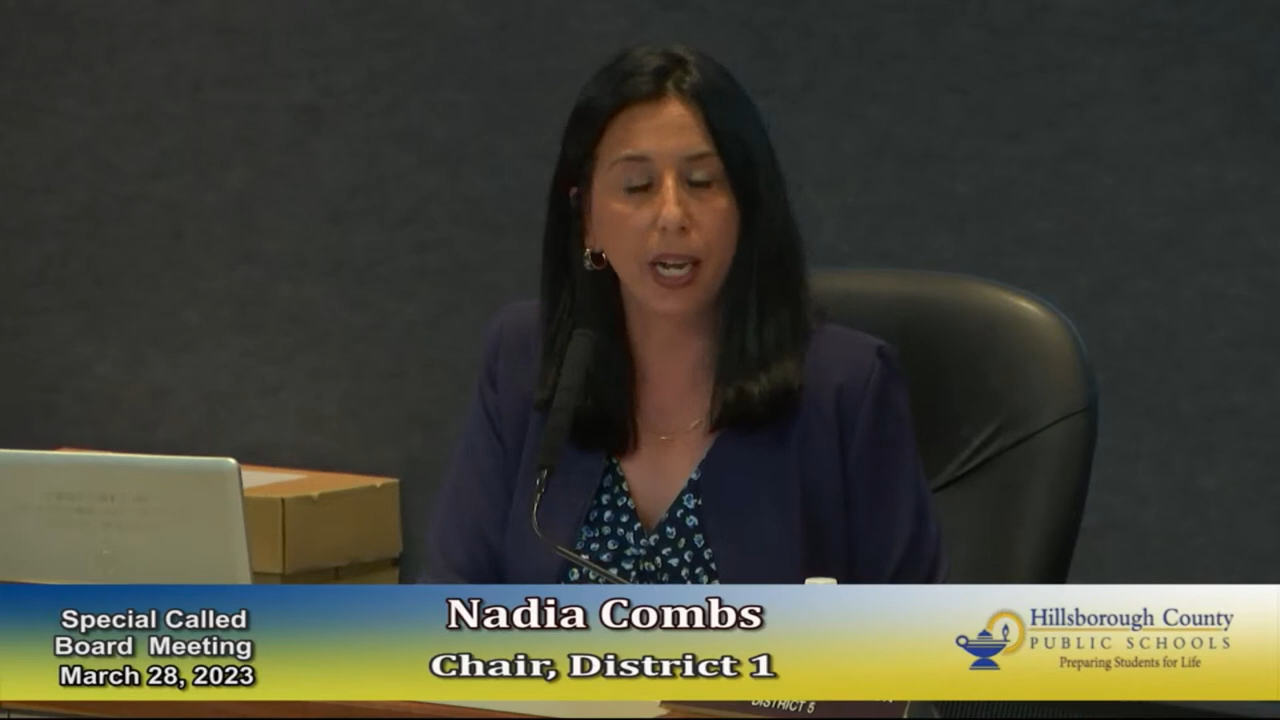 Special Called
Board Meeting
March 28, 2023
Nadia Combs
Chair, District 1
Hillsborough County
PUBLIC SCHOOLS
Preparing Students for Life
DISTRICT 5